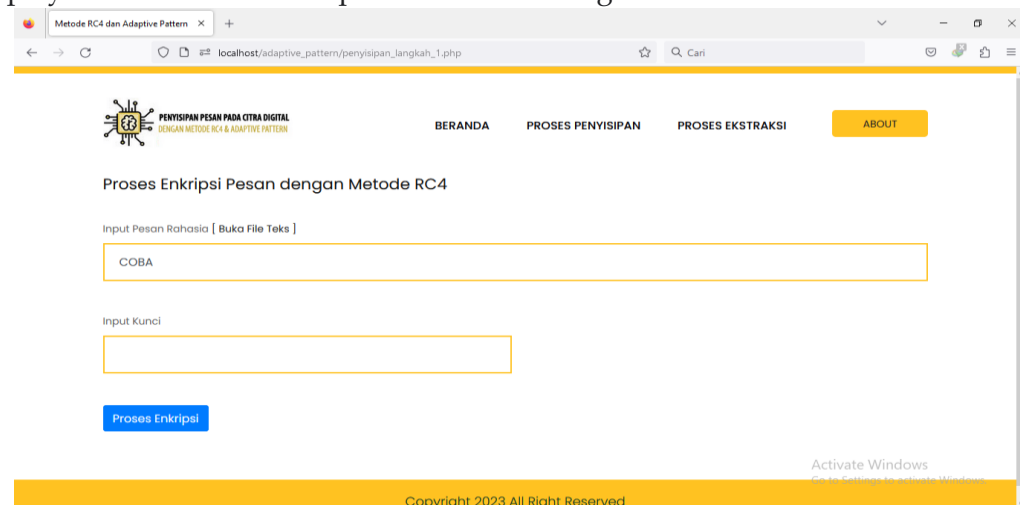 Metode RC4 dan Adaptive Pattern
localhost/adaptive_pattern/penyisipan_langkah_1.php
Cari
PENYISIPAN PESAN PADA CITRA DIGITAL
DENGAN METODE RC4 & ADAPTIVE PATTERN
BERANDA PROSES PENYISIPAN PROSES EKSTRAKSI ABOUT
Proses Enkripsi Pesan dengan Metode RC4
Input Pesan Rahasia [ Buka File Teks ]
COBA
Input Kunci
Proses Enkripsi
Activate Windows
Go to Settings to activate Windows.
Copyright 2023 All Right Reserved